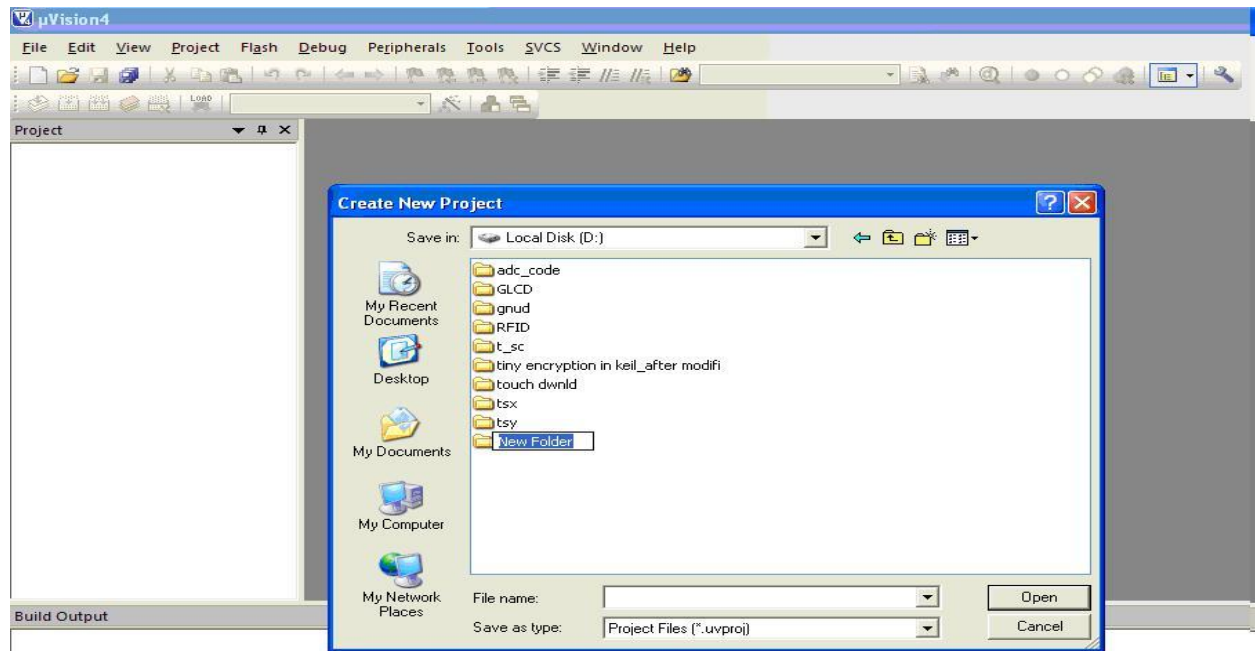 µVision4
File Edit View Project Flash Debug Peripherals Tools SVCS Window Help
LOAD
Project
Create New Project
Save in: Local Disk (D:)
adc_code
GLCD
gnud
RFID
t_sc
tiny encryption in keil_after modifi
touch dwnld
tsx
tsy
New Folder
My Recent
Documents
Desktop
My Documents
My Computer
My Network
Places
File name: Open
Save as type: Project Files (*.uvproj) Cancel
Build Output